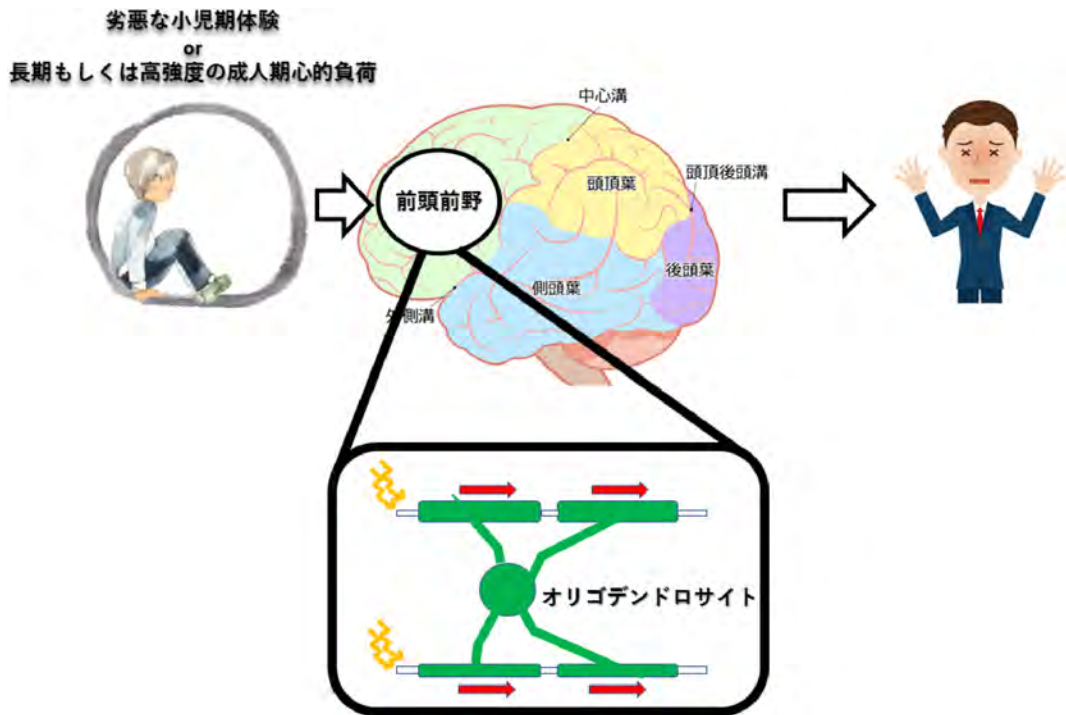 劣悪な小児期体験
or
長期もしくは高強度の成人期心的負荷
中心溝
頭頂後頭溝
頭頂葉
前頭前野
後頭葉
側頭葉
外側溝
オリゴデンドロサイト